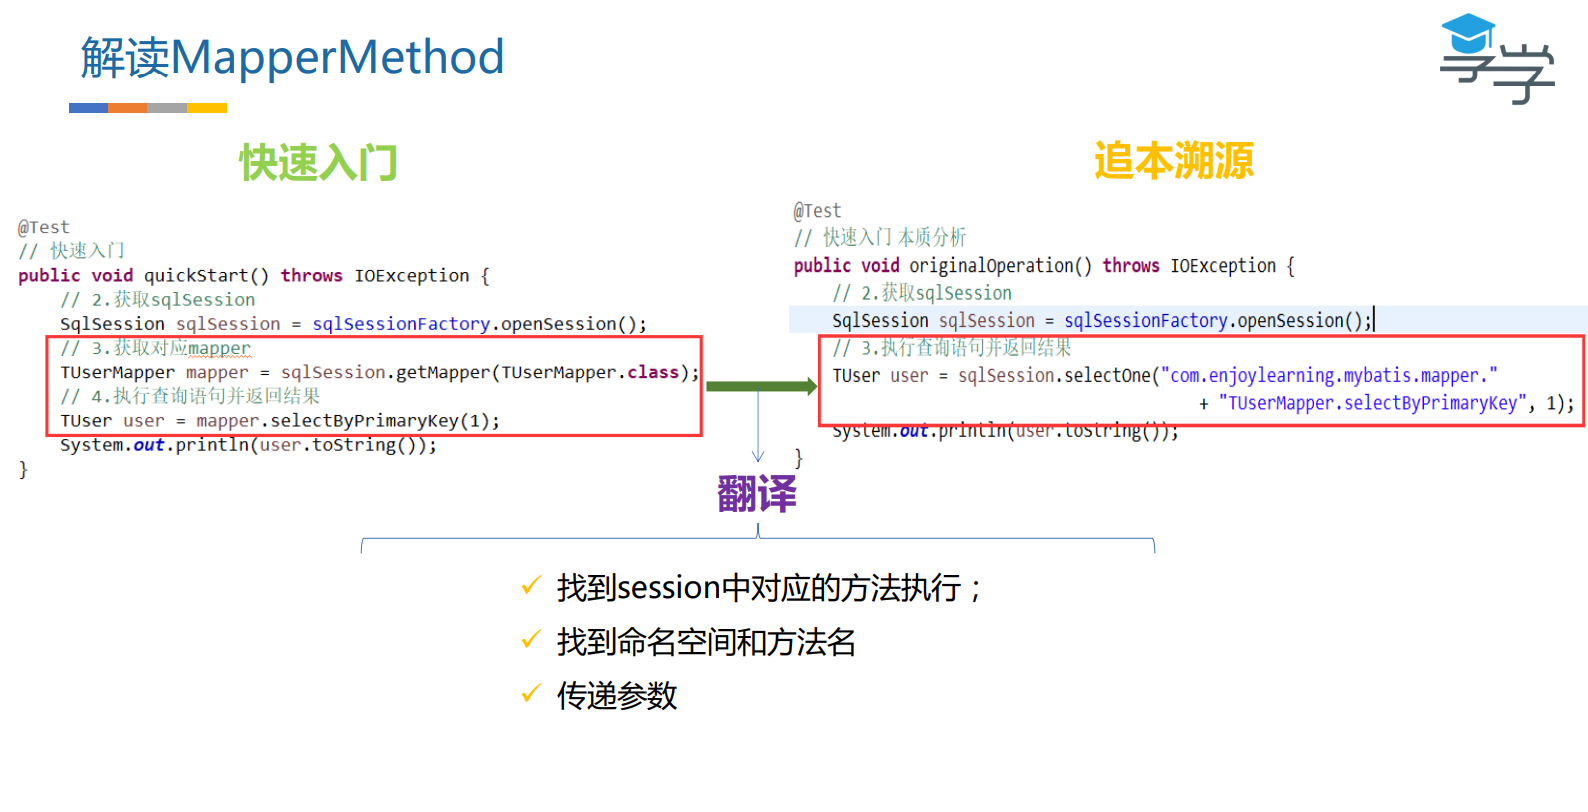 解读MapperMethod
享学
快速入门
@Test
// 快速入门
public void quickStart() throws IOException {
// 2.获取sqlSession
SqlSession sqlSession = sqlSessionFactory.openSession();
// 3.获取对应mapper
TUserMapper mapper = sqlSession.getMapper(TUserMapper.class);
// 4.执行查询语句并返回结果
TUser user = mapper.selectByPrimaryKey(1);
System.out.println(user.toString());
}
追本溯源
@Test
// 快速入门 本质分析
public void originalOperation() throws IOException {
// 2.获取sqlSession
SqlSession sqlSession = sqlSessionFactory.openSession();
// 3.执行查询语句并返回结果
TUser user = sqlSession.selectOne("com.enjoylearning.mybatis.mapper."
+ "TUserMapper.selectByPrimaryKey", 1);
System.out.println(user.toString());
}
翻译
✓ 找到session中对应的方法执行；
✓ 找到命名空间和方法名
✓ 传递参数